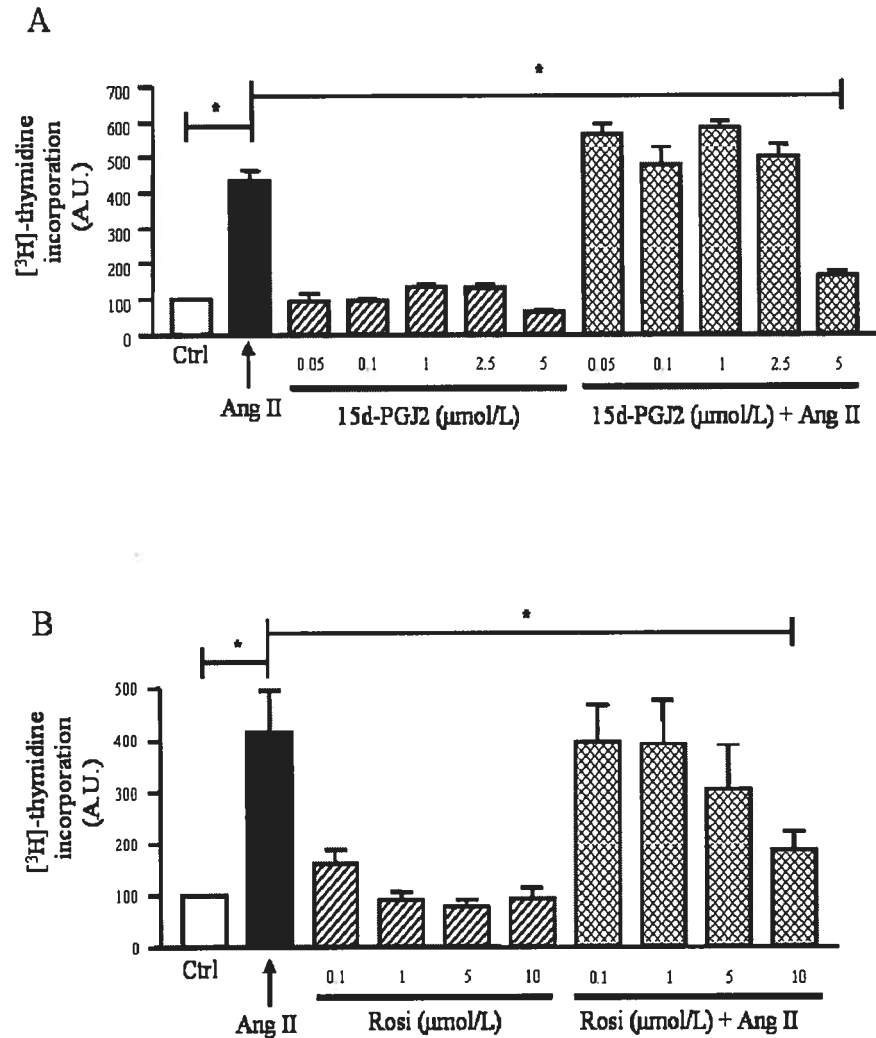 A
*
*
[³H]-thymidine
incorporation
(A.U.)
700
600
500
400
300
200
100
0
Ctrl
Ang II
0.05 0.1 1 2.5 5
15d-PGJ2 (μmol/L)
0.05 0.1 1 2.5 5
15d-PGJ2 (μmol/L) + Ang II
B
*
*
[³H]-thymidine
incorporation
(A.U.)
500
400
300
200
100
0
Ctrl
Ang II
0.1 1 5 10
Rosi (μmol/L)
0.1 1 5 10
Rosi (μmol/L) + Ang II